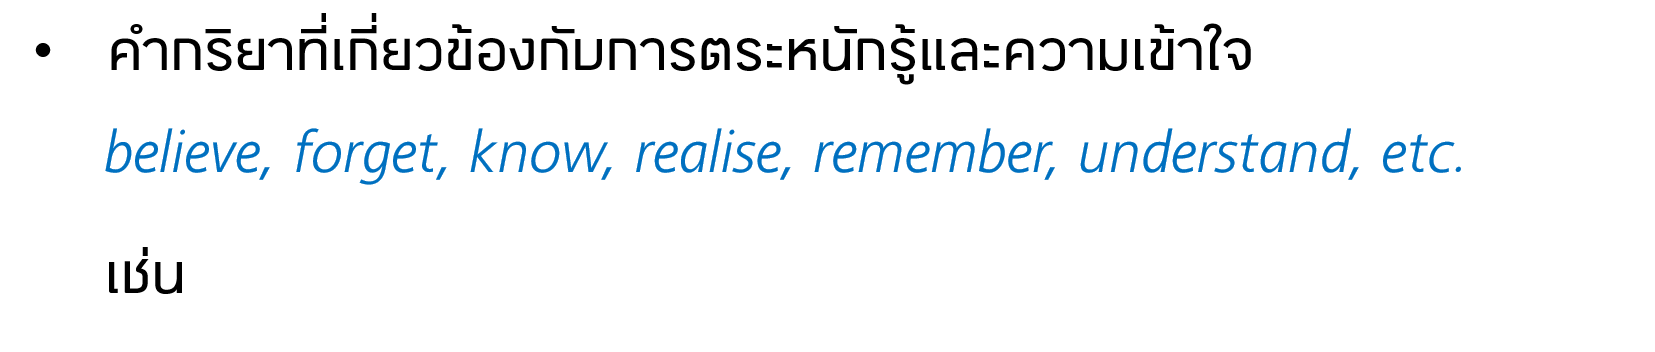 • คำกริยาที่เกี่ยวข้องกับการตระหนักรู้และความเข้าใจ
believe, forget, know, realise, remember, understand, etc.
เช่น